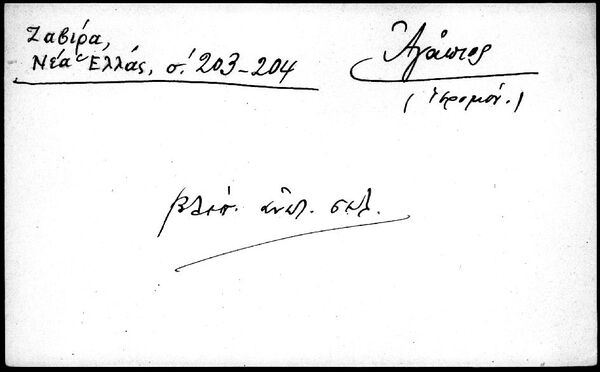 Ζαβίρα,
Νέα Ἑλλάς, σ. 203-204
Ἀγάπιος
(ἱερομόν.)
βλέπ. ἀνωτ. σελ.